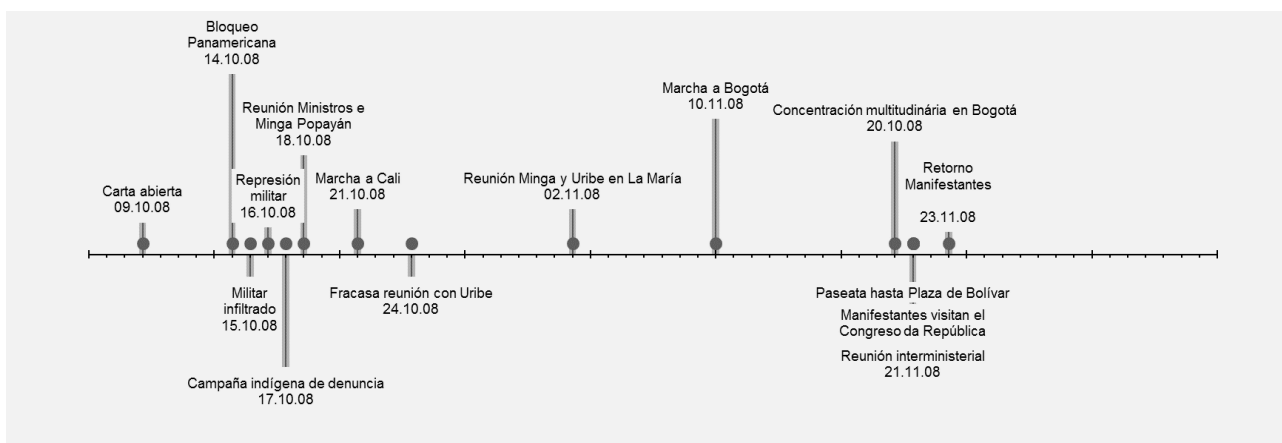 Bloqueo
Panamericana
14.10.08
Reunión Ministros e
Minga Popayán
18.10.08
Marcha a Bogotá
10.11.08
Concentración multitudinária en Bogotá
20.10.08
Carta abierta
09.10.08
Represión
militar
16.10.08
Marcha a Cali
21.10.08
Reunión Minga y Uribe en La María
02.11.08
Retorno
Manifestantes
23.11.08
Militar
infiltrado
15.10.08
Fracasa reunión con Uribe
24.10.08
Paseata hasta Plaza de Bolívar
Manifestantes visitan el
Congreso da República
Reunión interministerial
21.11.08
Campaña indígena de denuncia
17.10.08